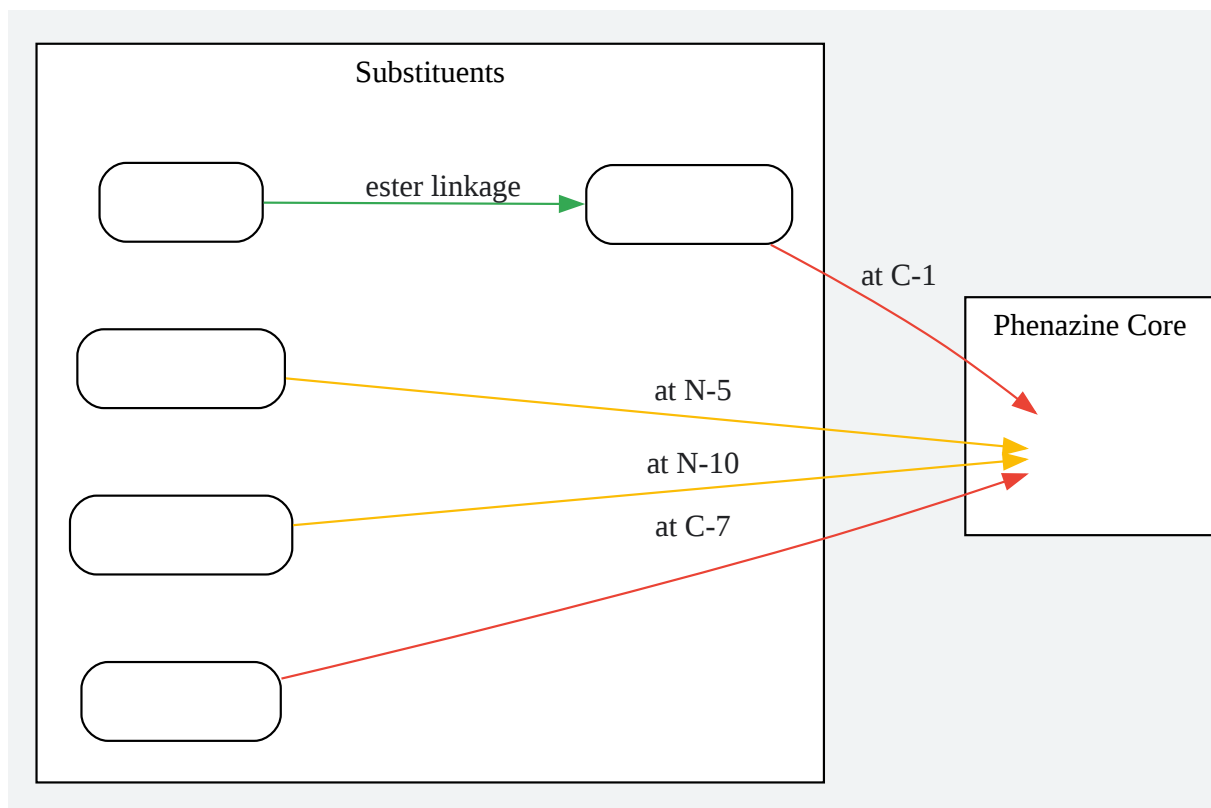 Substituents
ester linkage
at C-1
Phenazine Core
at N-5
at N-10
at C-7